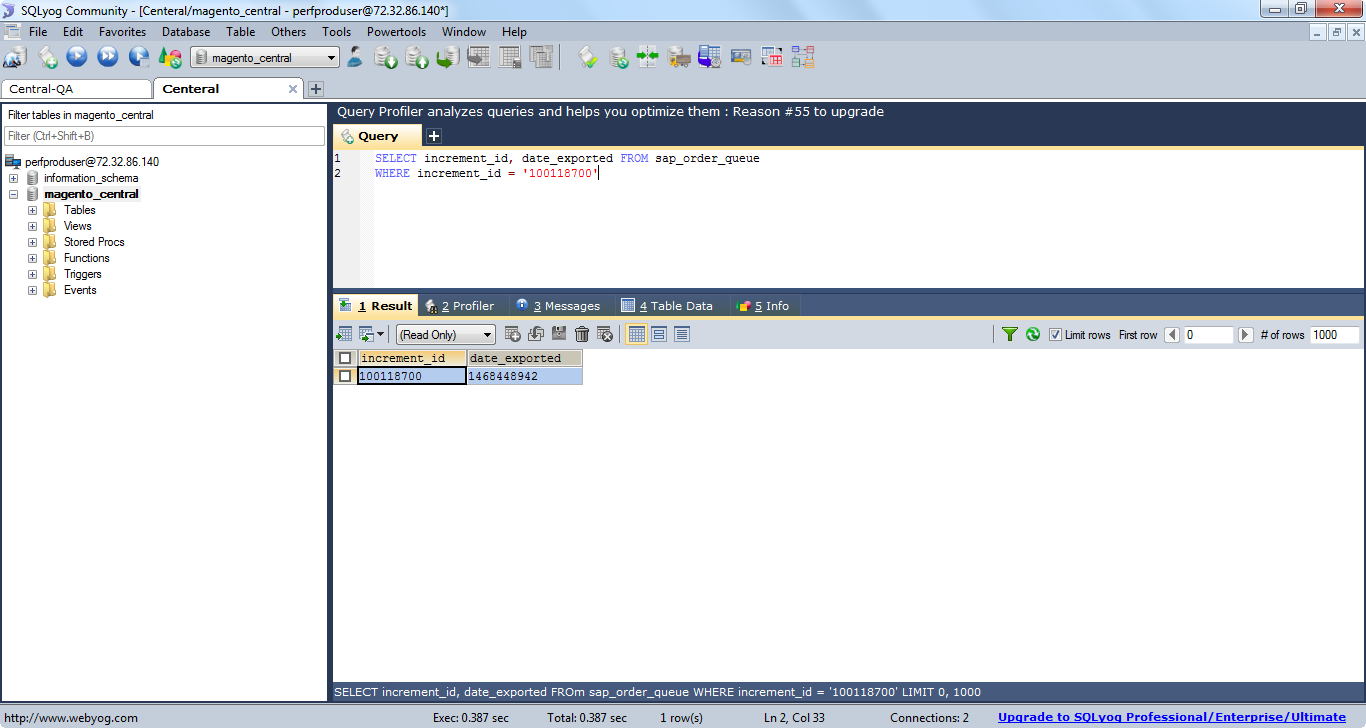 SQLyog Community - [Centeral/magento_central - perfproduser@72.32.86.140*]
File Edit Favorites Database Table Others Tools Powertools Window Help
magento_central
Central-QA Centeral
Filter tables in magento_central
Filter (Ctrl+Shift+B)
perfproduser@72.32.86.140
information_schema
magento_central
Tables
Views
Stored Procs
Functions
Triggers
Events
Query Profiler analyzes queries and helps you optimize them : Reason #55 to upgrade
Query
1 SELECT increment_id, date_exported FROM sap_order_queue
2 WHERE increment_id = '100118700'
1 Result 2 Profiler 3 Messages 4 Table Data 5 Info
(Read Only) Limit rows First row 0 # of rows 1000
increment_id date_exported
100118700 1468448942
SELECT increment_id, date_exported FROm sap_order_queue WHERE increment_id = '100118700' LIMIT 0, 1000
http://www.webyog.com Exec: 0.387 sec Total: 0.387 sec 1 row(s) Ln 2, Col 33 Connections: 2 Upgrade to SQLyog Professional/Enterprise/Ultimate